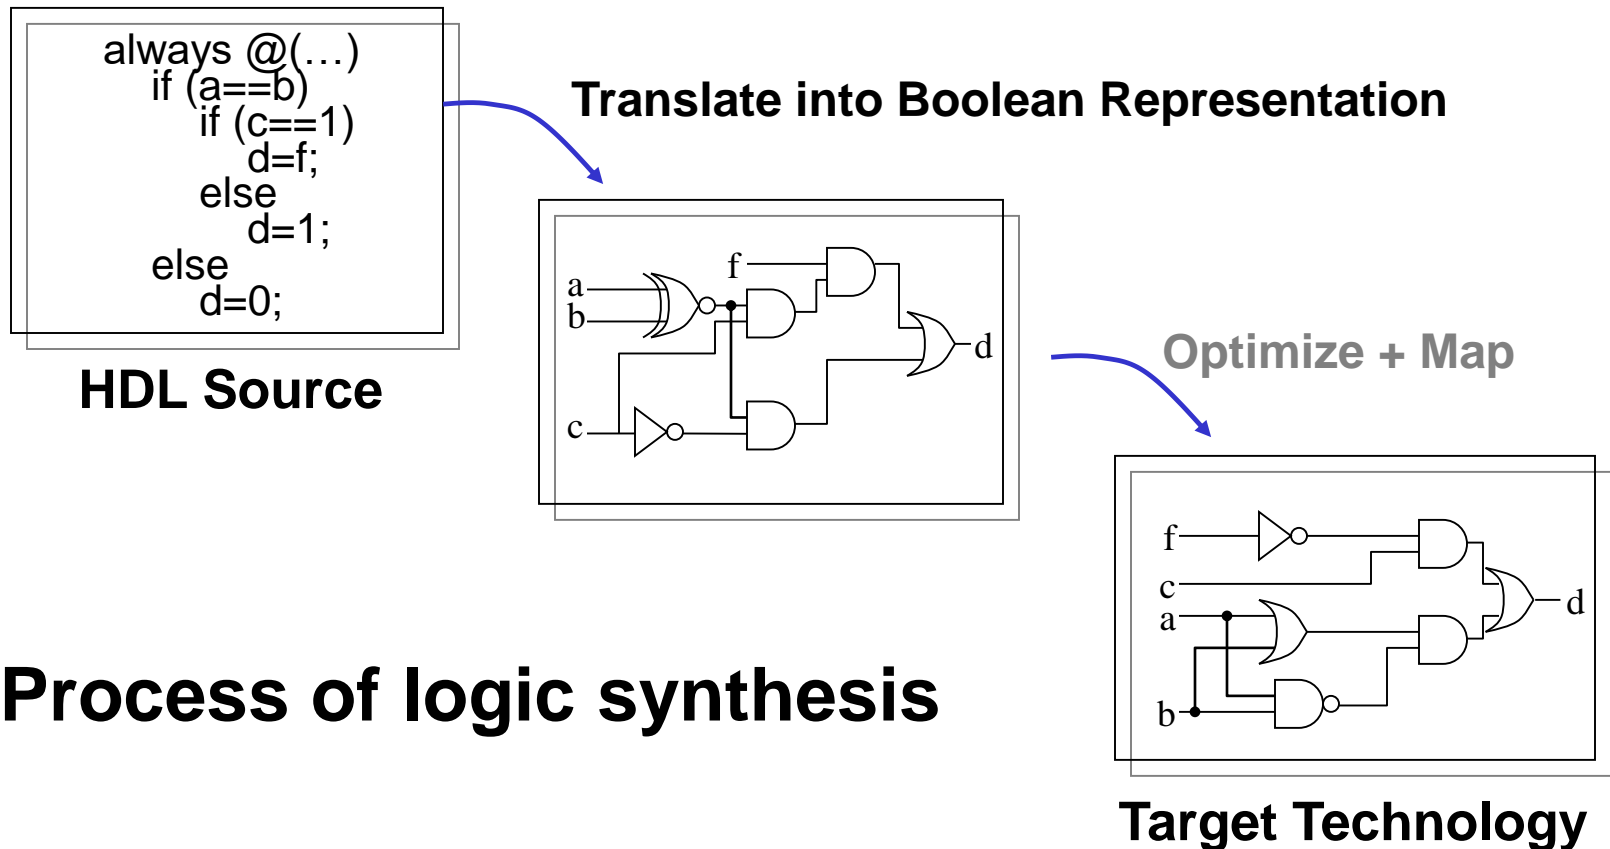 always @(…)
if (a==b)
if (c==1)
d=f;
else
d=1;
else
d=0;
HDL Source
Translate into Boolean Representation
f
a
b
c
d
Optimize + Map
f
c
a
b
d
Target Technology
Process of logic synthesis